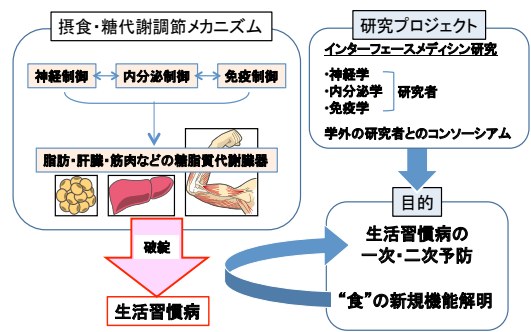 摂食・糖代謝調節メカニズム
神経制御
内分泌制御
免疫制御
脂肪・肝臓・筋肉などの糖脂質代謝臓器
破綻
生活習慣病
研究プロジェクト
インターフェースメディシン研究
・神経学
・内分泌学
・免疫学
研究者
学外の研究者とのコンソーシアム
目的
生活習慣病の
一次・二次予防
“食”の新規機能解明